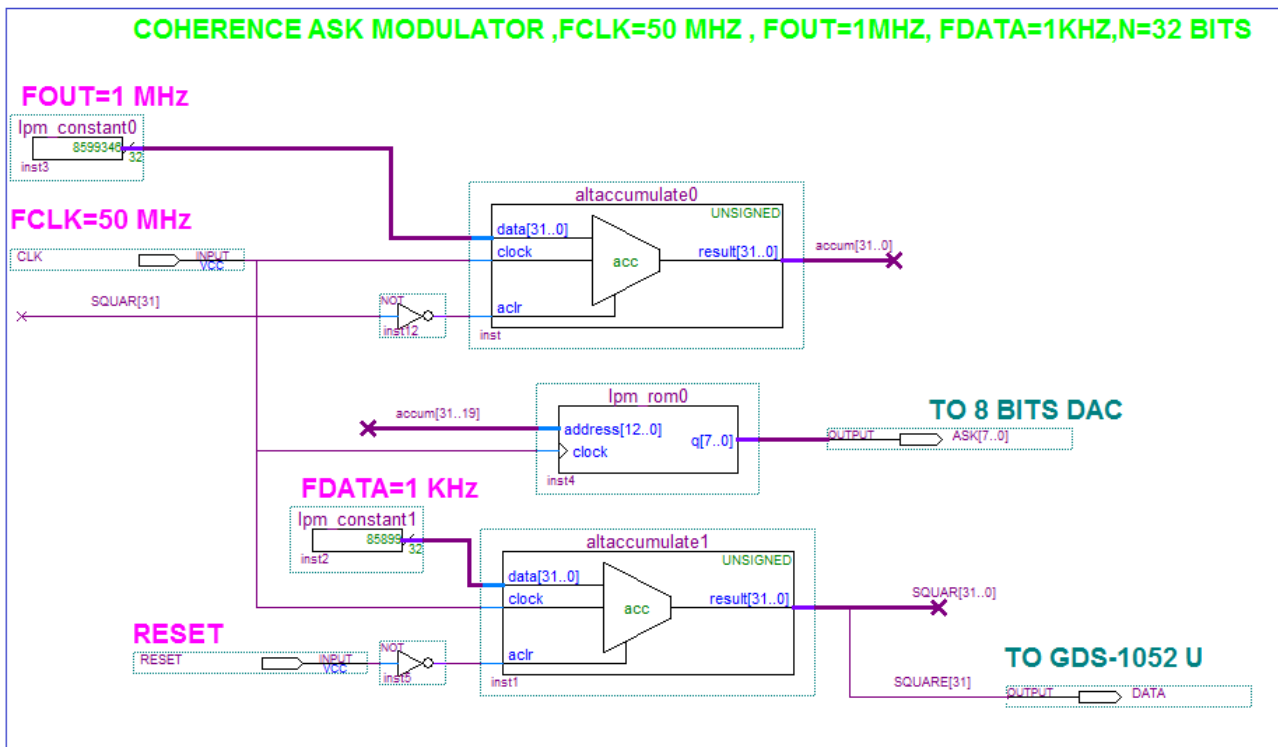 COHERENCE ASK MODULATOR ,FCLK=50 MHZ , FOUT=1MHZ, FDATA=1KHZ,N=32 BITS
FOUT=1 MHz
lpm_constant0
8599346
32
inst3
FCLK=50 MHz
CLK
INPUT
VCC
SQUAR[31]
NOT
inst12
altaccumulate0
UNSIGNED
data[31..0]
clock
result[31..0]
acc
aclr
inst
accum[31..0]
lpm_rom0
accum[31..19]
address[12..0]
q[7..0]
clock
inst4
TO 8 BITS DAC
OUTPUT
ASK[7..0]
FDATA=1 KHz
lpm_constant1
85899
32
inst2
altaccumulate1
UNSIGNED
data[31..0]
clock
result[31..0]
acc
aclr
inst1
SQUAR[31..0]
RESET
RESET
INPUT
VCC
NOT
inst5
TO GDS-1052 U
SQUARE[31]
OUTPUT
DATA